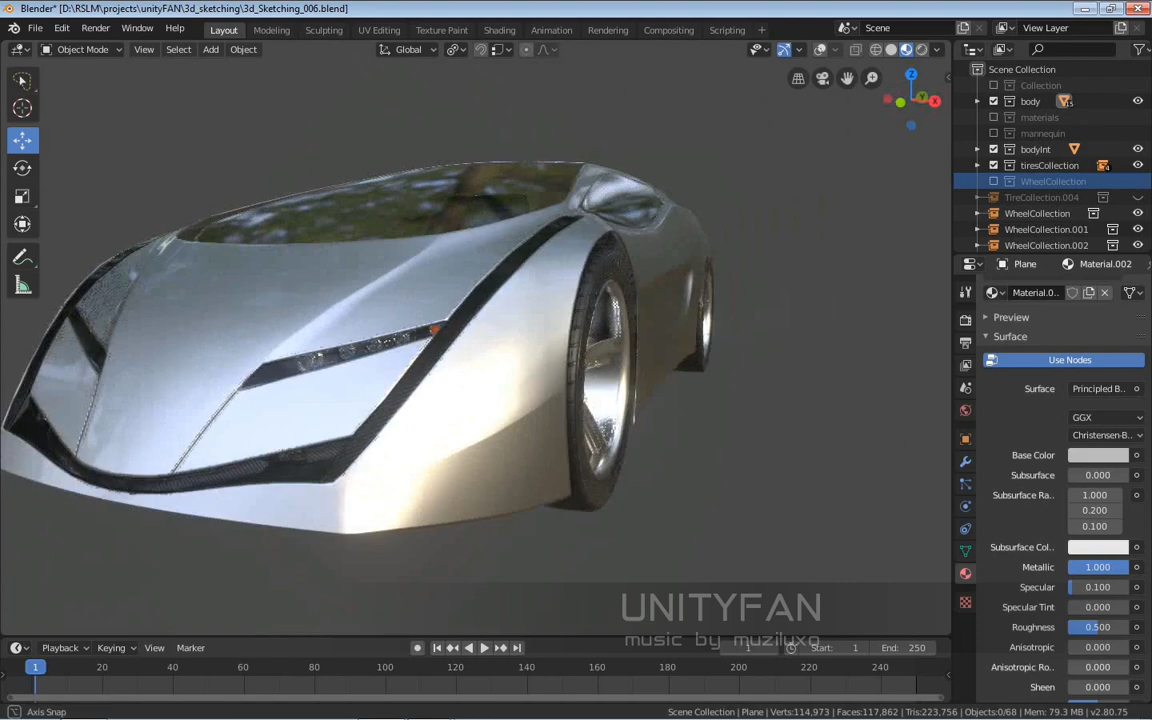 Blender* [D:\RSLM\projects\unityFAN\3d_sketching\3d_Sketching_006.blend]
File Edit Render Window Help Layout Modeling Sculpting UV Editing Texture Paint Shading Animation Rendering Compositing Scripting + Scene View Layer
Object Mode View Select Add Object Global
Z
Y
X
Scene Collection
Collection
body 15
materials
mannequin
bodyInt
tiresCollection 4
WheelCollection
TireCollection.004
WheelCollection
WheelCollection.001
WheelCollection.002
Plane Material.002
Material.0..
Preview
Surface
Use Nodes
Surface Principled B..
GGX
Christensen-B..
Base Color
Subsurface 0.000
Subsurface Ra.. 1.000
0.200
0.100
Subsurface Col..
Metallic 1.000
Specular 0.100
Specular Tint 0.000
Roughness 0.500
Anisotropic 0.000
Anisotropic Ro.. 0.000
Sheen 0.000
UNITYFAN
music by muziluxo
Playback Keying View Marker 1 Start: 1 End: 250
1 20 40 60 80 100 120 140 160 180 200 220 240
Axis Snap
Scene Collection | Plane | Verts:114,973 | Faces:117,862 | Tris:223,756 | Objects:0/68 | Mem: 79.3 MB | v2.80.75